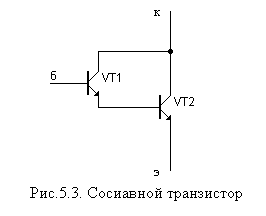 к
б
VT1
VT2
э
Рис.5.3. Сосиавной транзистор